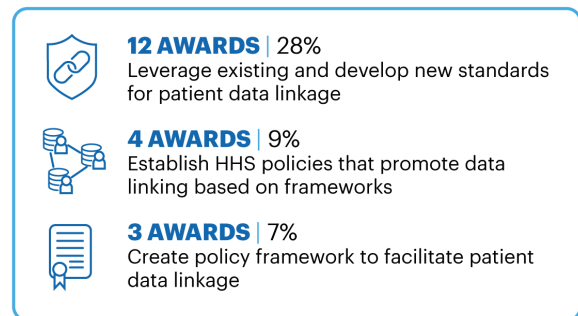 12 AWARDS | 28%
Leverage existing and develop new standards
for patient data linkage
4 AWARDS | 9%
Establish HHS policies that promote data
linking based on frameworks
3 AWARDS | 7%
Create policy framework to facilitate patient
data linkage